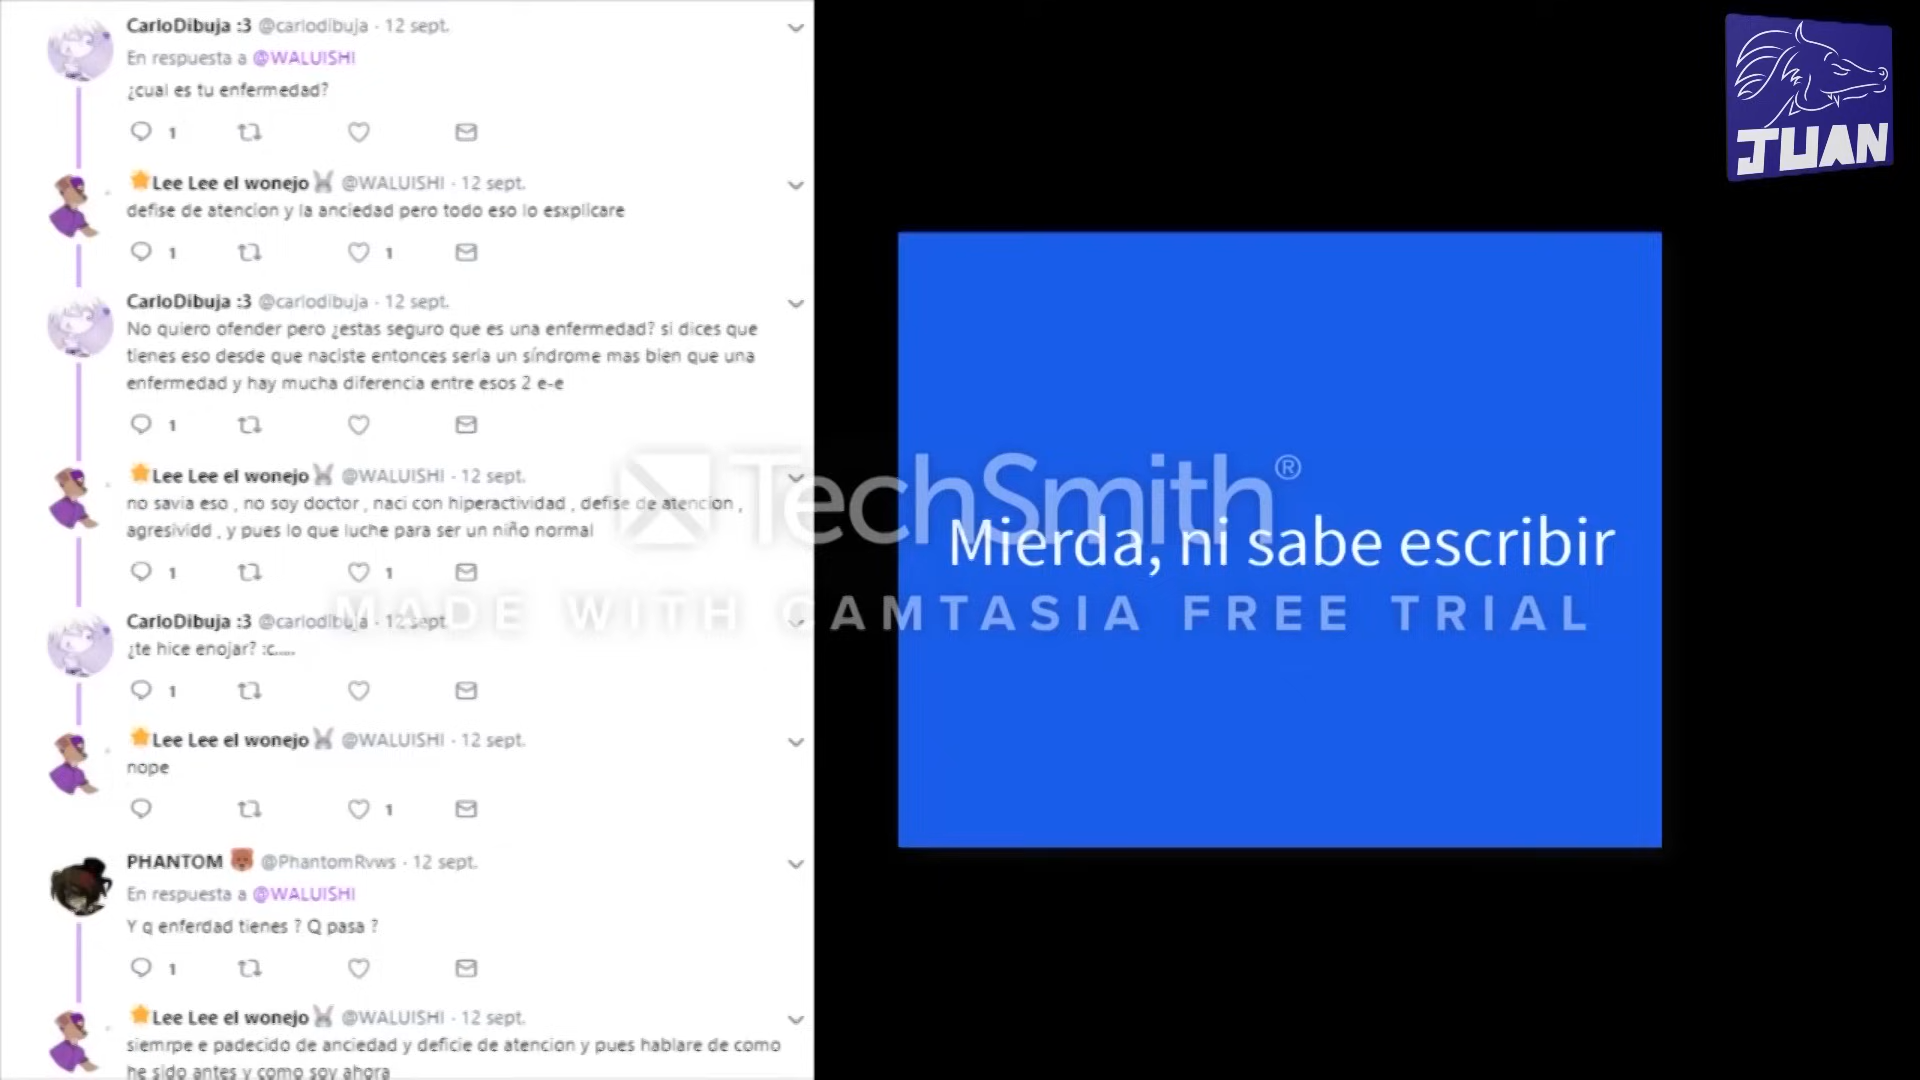 CarloDibuja :3 @carlodibuja · 12 sept.
En respuesta a @WALUISHI
¿cual es tu enfermedad?
1
Lee Lee el wonejo @WALUISHI · 12 sept.
defise de atencion y la anciedad pero todo eso lo esxplicare
1 1
CarloDibuja :3 @carlodibuja · 12 sept.
No quiero ofender pero ¿estas seguro que es una enfermedad? si dices que
tienes eso desde que naciste entonces seria un síndrome mas bien que una
enfermedad y hay mucha diferencia entre esos 2 e-e
1
Lee Lee el wonejo @WALUISHI · 12 sept.
no savia eso , no soy doctor , naci con hiperactividad , defise de atencion ,
agresividd , y pues lo que luche para ser un niño normal
1 1
CarloDibuja :3 @carlodibuja · 12 sept.
¿te hice enojar? :c.....
1
Lee Lee el wonejo @WALUISHI · 12 sept.
nope
1
PHANTOM @PhantomRvws · 12 sept.
En respuesta a @WALUISHI
Y q enferdad tienes ? Q pasa ?
1
Lee Lee el wonejo @WALUISHI · 12 sept.
siemrpe e padecido de anciedad y deficie de atencion y pues hablare de como
he sido antes y como soy ahora
JUAN
TechSmith®
Mierda, ni sabe escribir
MADE WITH CAMTASIA FREE TRIAL